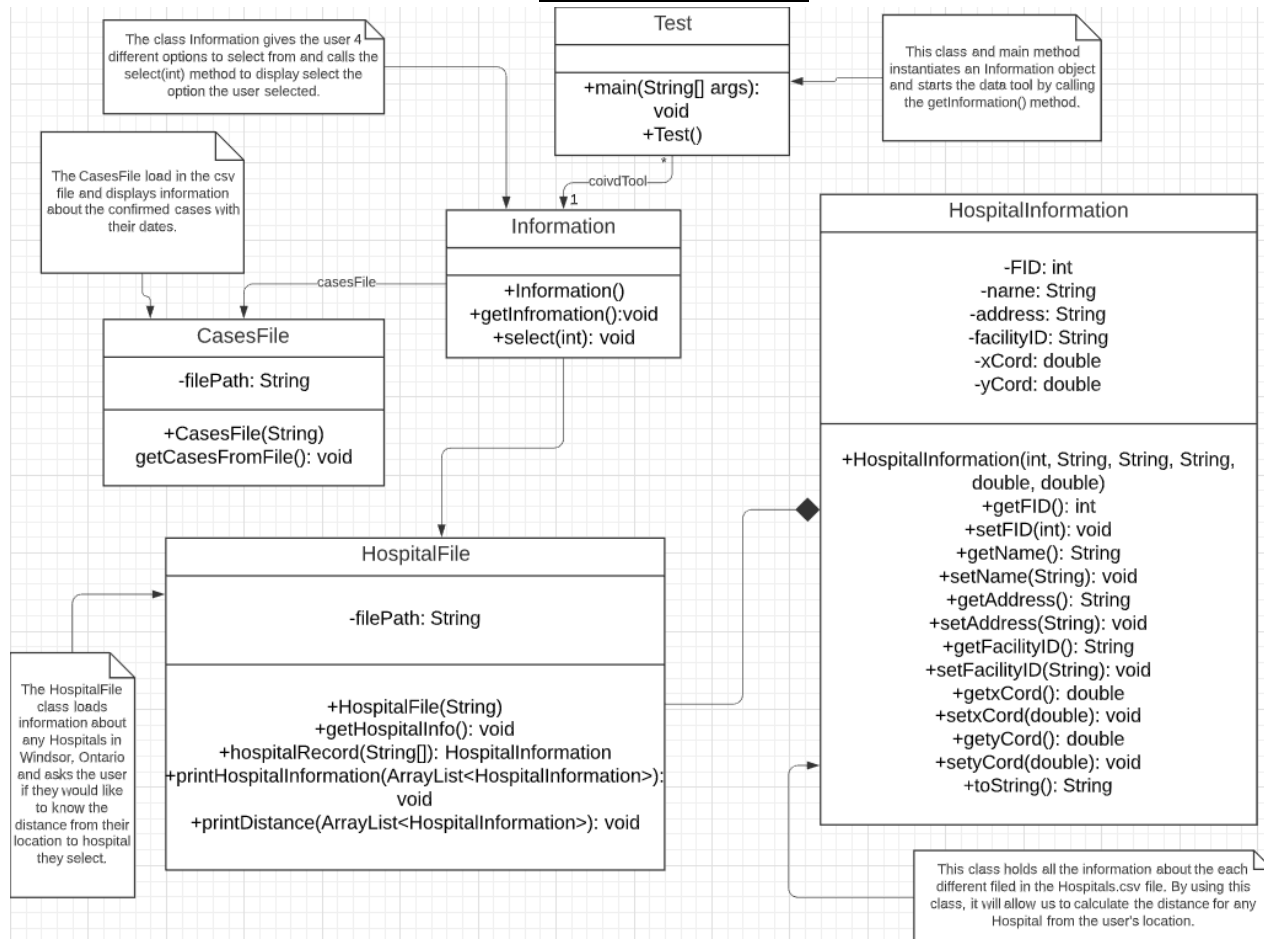 The class Information gives the user 4
different options to select from and calls the
select(int) method to display select the
option the user selected.
Test
+main(String[] args):
void
+Test()
This class and main method
instantiates an Information object
and starts the data tool by calling
the getInformation() method.
The CasesFile load in the csv
file and displays information
about the confirmed cases with
their dates.
*
coivdTool
1
Information
+Information()
+getInfromation():void
+select(int): void
casesFile
CasesFile
-filePath: String
+CasesFile(String)
getCasesFromFile(): void
HospitalInformation
-FID: int
-name: String
-address: String
-facilityID: String
-xCord: double
-yCord: double
+HospitalInformation(int, String, String, String,
double, double)
+getFID(): int
+setFID(int): void
+getName(): String
+setName(String): void
+getAddress(): String
+setAddress(String): void
+getFacilityID(): String
+setFacilityID(String): void
+getxCord(): double
+setxCord(double): void
+getyCord(): double
+setyCord(double): void
+toString(): String
HospitalFile
-filePath: String
+HospitalFile(String)
+getHospitalInfo(): void
+hospitalRecord(String[]): HospitalInformation
+printHospitalInformation(ArrayList<HospitalInformation>):
void
+printDistance(ArrayList<HospitalInformation>): void
The HospitalFile
class loads
information about
any Hospitals in
Windsor, Ontario
and asks the user
if they would like
to know the
distance from their
location to hospital
they select.
This class holds all the information about the each
different filed in the Hospitals.csv file. By using this
class, it will allow us to calculate the distance for any
Hospital from the user's location.